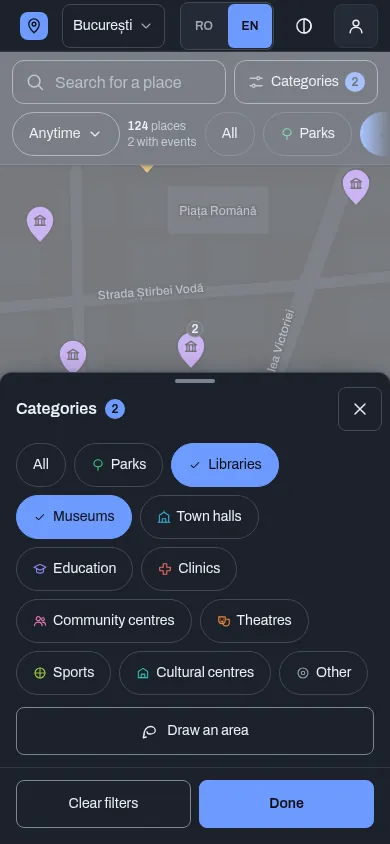 București
RO
EN
Search for a place
Categories 2
Anytime
124 places
2 with events
All
Parks
Piața Română
Strada Știrbei Vodă
lea Victoriei
2
Categories 2
All
Parks
Libraries
Museums
Town halls
Education
Clinics
Community centres
Theatres
Sports
Cultural centres
Other
Draw an area
Clear filters
Done